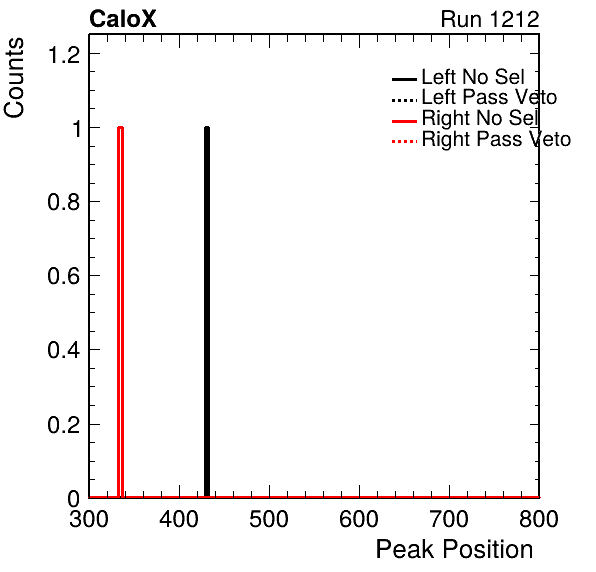 CaloX Run 1212
Counts
1.2
1
0.8
0.6
0.4
0.2
0
Left No Sel
Left Pass Veto
Right No Sel
Right Pass Veto
300 400 500 600 700 800
Peak Position